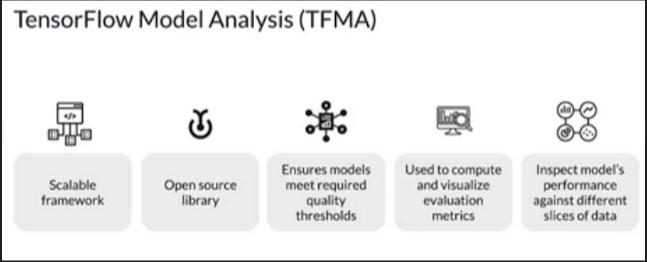 TensorFlow Model Analysis (TFMA)
Scalable
framework
Open source
library
Ensures models
meet required
quality
thresholds
Used to compute
and visualize
evaluation
metrics
Inspect model's
performance
against different
slices of data